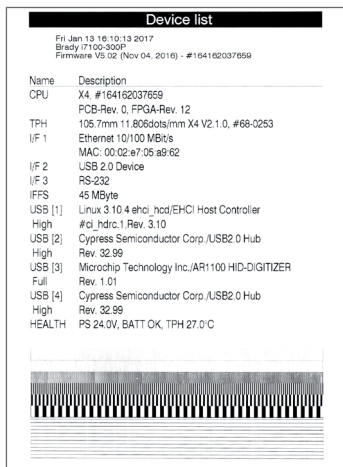 Device list
Fri Jan 13 16:10:13 2017
Brady i7100-300P
Firmware V5.02 (Nov 04, 2016) - #164162037659
Name Description
CPU X4, #164162037659
PCB-Rev. 0, FPGA-Rev. 12
TPH 105.7mm 11.806dots/mm X4 V2.1.0, #68-0253
I/F 1 Ethernet 10/100 MBit/s
MAC: 00:02:e7:05:a9:62
I/F 2 USB 2.0 Device
I/F 3 RS-232
IFFS 45 MByte
USB [1] Linux 3.10.4 ehci_hcd/EHCI Host Controller
High #ci_hdrc.1,Rev. 3.10
USB [2] Cypress Semiconductor Corp./USB2.0 Hub
High Rev. 32.99
USB [3] Microchip Technology Inc./AR1100 HID-DIGITIZER
Full Rev. 1.01
USB [4] Cypress Semiconductor Corp./USB2.0 Hub
High Rev. 32.99
HEALTH PS 24.0V, BATT OK, TPH 27.0°C